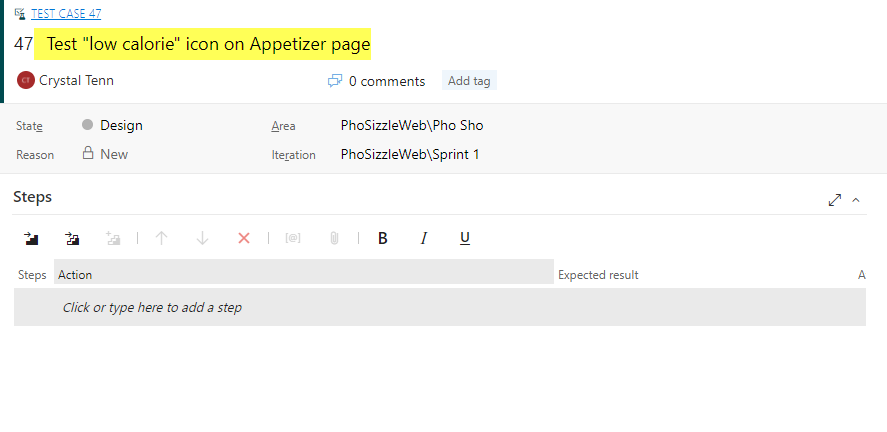 TEST CASE 47
47 Test "low calorie" icon on Appetizer page
CT Crystal Tenn 0 comments Add tag
State Design Area PhoSizzleWeb\Pho Sho
Reason New Iteration PhoSizzleWeb\Sprint 1
Steps
[@] B I U
Steps Action Expected result A
Click or type here to add a step